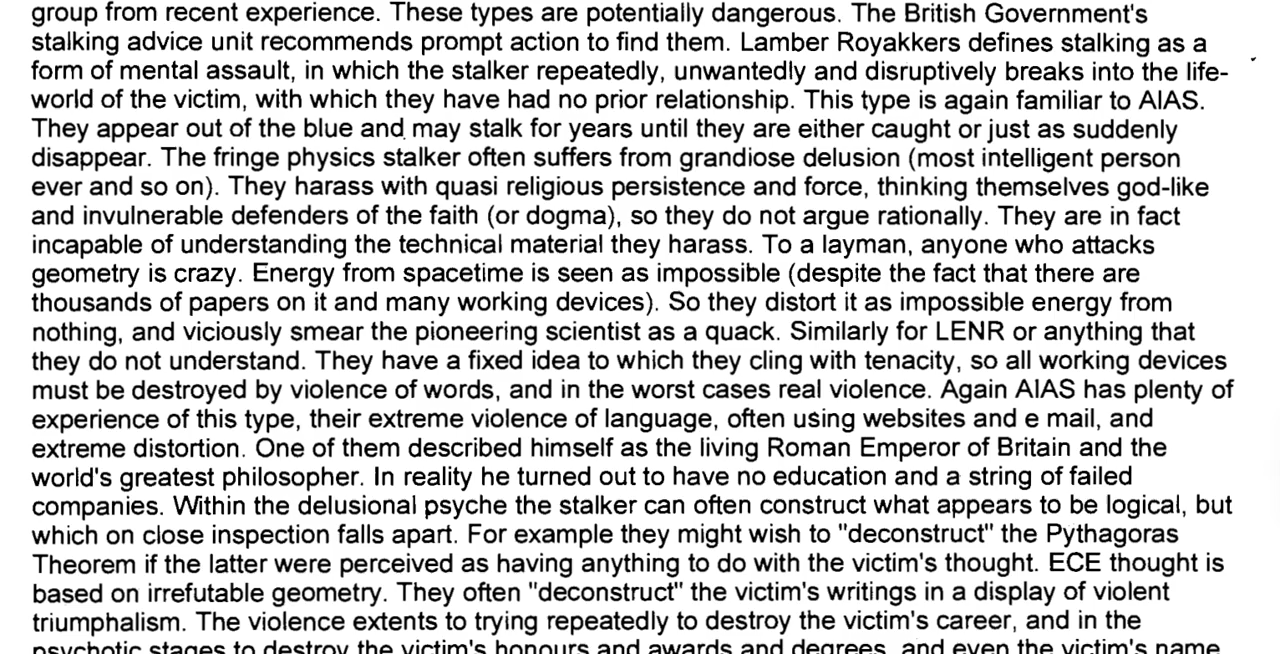 group from recent experience. These types are potentially dangerous. The British Government's
stalking advice unit recommends prompt action to find them. Lamber Royakkers defines stalking as a
form of mental assault, in which the stalker repeatedly, unwantedly and disruptively breaks into the life-
world of the victim, with which they have had no prior relationship. This type is again familiar to AIAS.
They appear out of the blue and may stalk for years until they are either caught or just as suddenly
disappear. The fringe physics stalker often suffers from grandiose delusion (most intelligent person
ever and so on). They harass with quasi religious persistence and force, thinking themselves god-like
and invulnerable defenders of the faith (or dogma), so they do not argue rationally. They are in fact
incapable of understanding the technical material they harass. To a layman, anyone who attacks
geometry is crazy. Energy from spacetime is seen as impossible (despite the fact that there are
thousands of papers on it and many working devices). So they distort it as impossible energy from
nothing, and viciously smear the pioneering scientist as a quack. Similarly for LENR or anything that
they do not understand. They have a fixed idea to which they cling with tenacity, so all working devices
must be destroyed by violence of words, and in the worst cases real violence. Again AIAS has plenty of
experience of this type, their extreme violence of language, often using websites and e mail, and
extreme distortion. One of them described himself as the living Roman Emperor of Britain and the
world's greatest philosopher. In reality he turned out to have no education and a string of failed
companies. Within the delusional psyche the stalker can often construct what appears to be logical, but
which on close inspection falls apart. For example they might wish to "deconstruct" the Pythagoras
Theorem if the latter were perceived as having anything to do with the victim's thought. ECE thought is
based on irrefutable geometry. They often "deconstruct" the victim's writings in a display of violent
triumphalism. The violence extends to trying repeatedly to destroy the victim's career, and in the
psychotic stages to destroy the victim's honours and awards and degrees, and even the victim's name